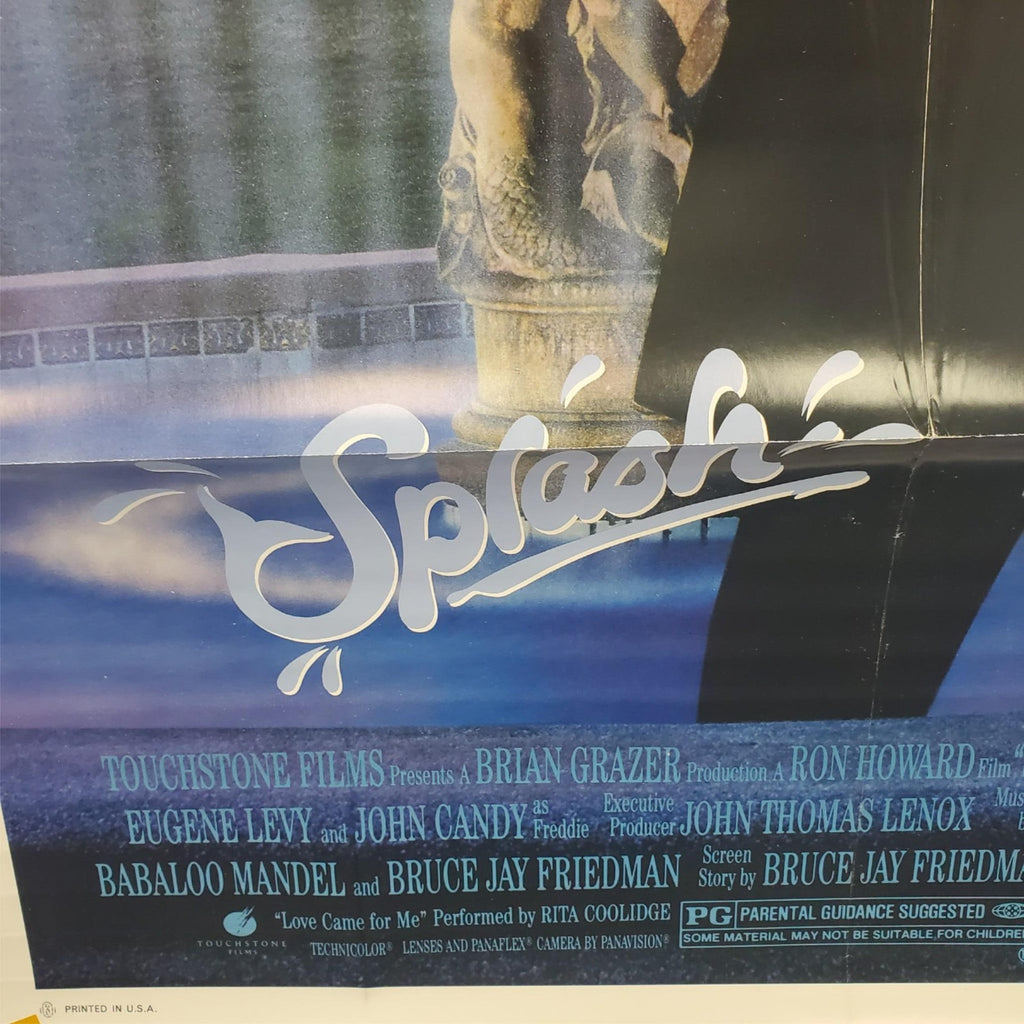 Splash
TOUCHSTONE FILMS Presents A BRIAN GRAZER Production A RON HOWARD Film "
EUGENE LEVY and JOHN CANDY as Freddie Executive Producer JOHN THOMAS LENOX Mus
BABALOO MANDEL and BRUCE JAY FRIEDMAN Screen Story by BRUCE JAY FRIEDMA
"Love Came for Me" Performed by RITA COOLIDGE
TECHNICOLOR® LENSES AND PANAFLEX® CAMERA BY PANAVISION®
TOUCHSTONE
FILMS
PG PARENTAL GUIDANCE SUGGESTED
SOME MATERIAL MAY NOT BE SUITABLE FOR CHILDRE
PRINTED IN U.S.A.